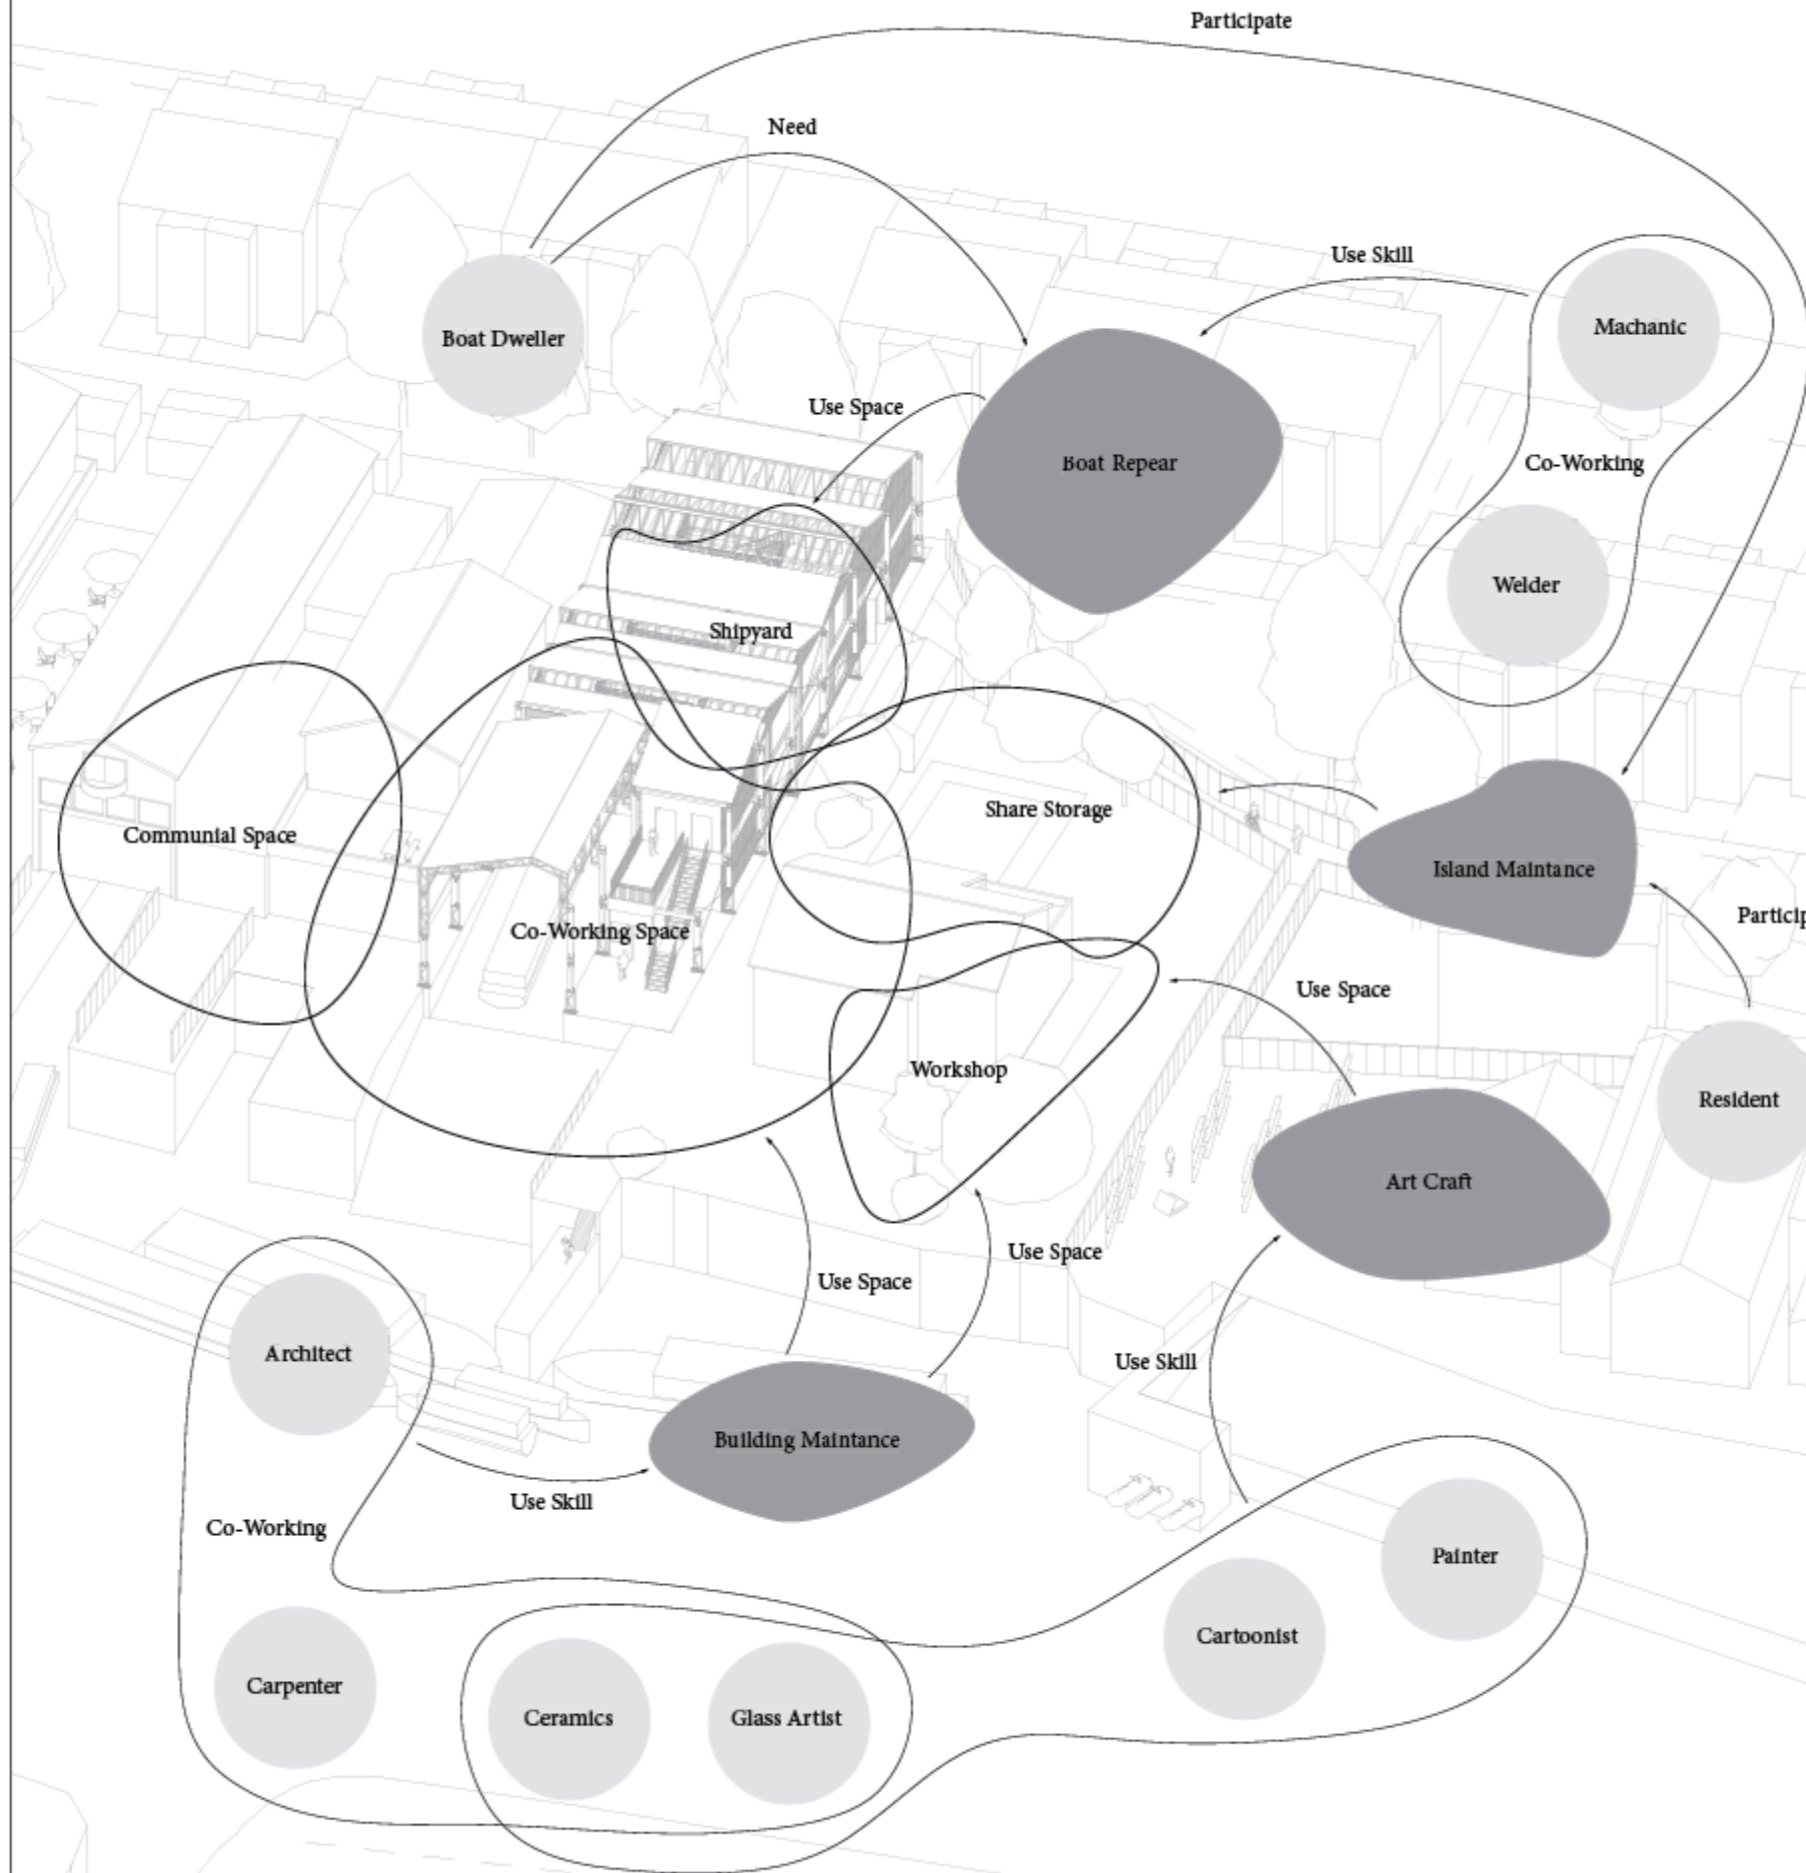 Participate
Need
Use Skill
Machanic
Boat Dweller
Use Space
Boat Repear
Co-Working
Welder
Shipyard
Share Storage
Communial Space
Island Maintance
Particip
Co-Working Space
Use Space
Workshop
Resident
Art Craft
Use Space
Use Space
Architect
Use Skill
Building Maintance
Use Skill
Co-Working
Painter
Cartoonist
Carpenter
Ceramics
Glass Artist